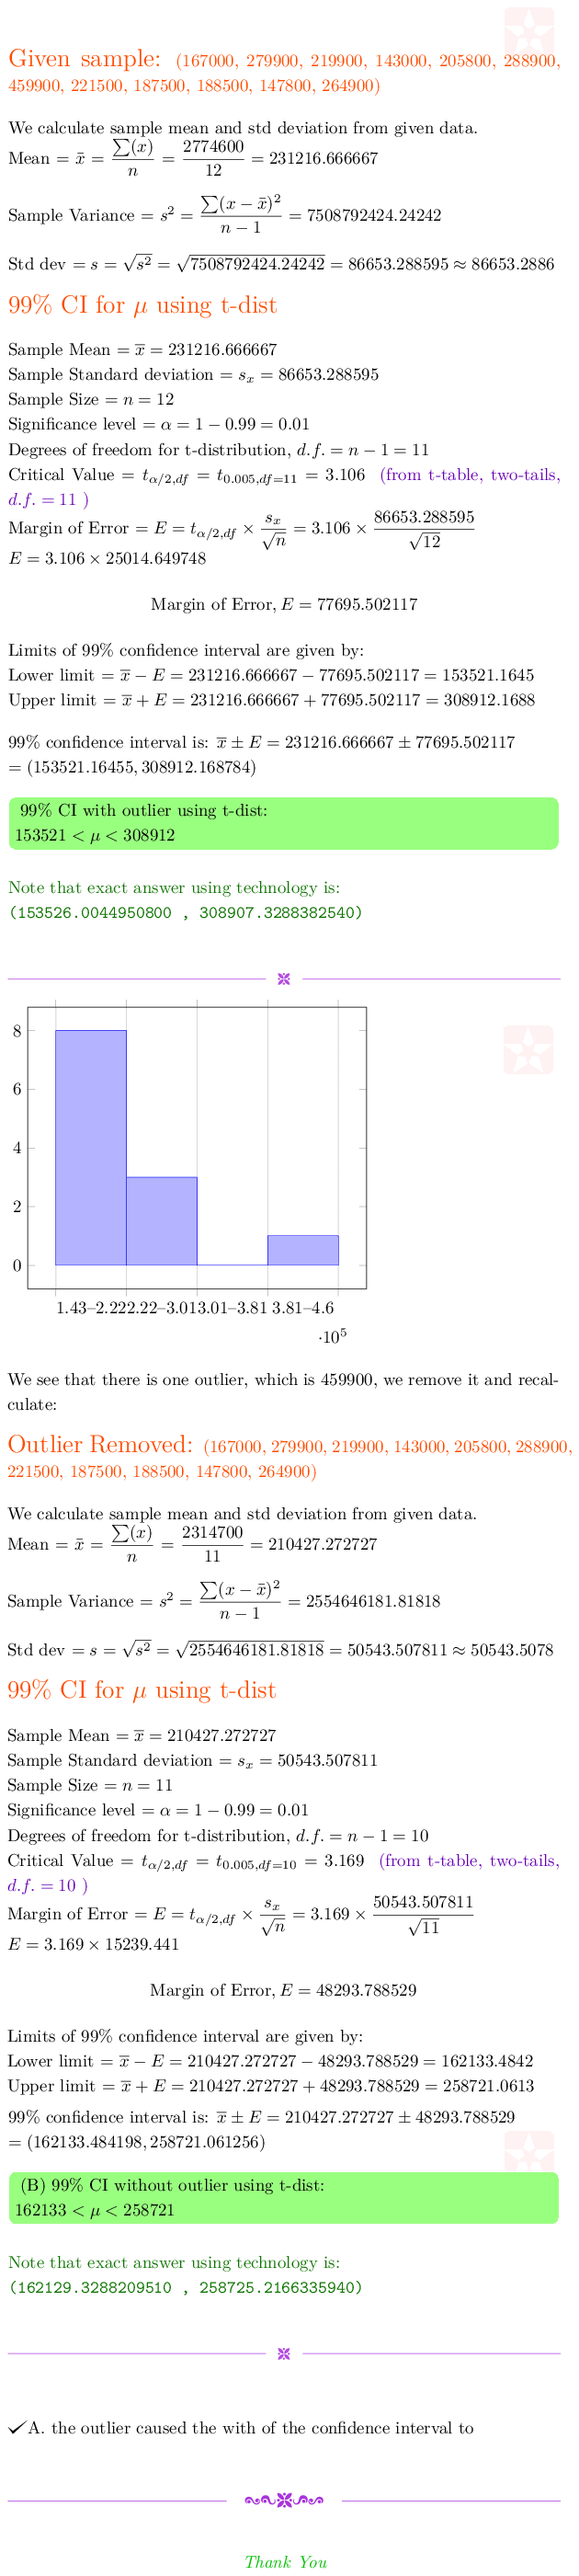 Given sample: (167000, 279900, 219900, 143000, 205800, 288900,
459900, 221500, 187500, 188500, 147800, 264900)
We calculate sample mean and std deviation from given data.
Mean = x̄ = ∑(x)/n = 2774600/12 = 231216.666667
Sample Variance = s² = ∑(x − x̄)²/(n − 1) = 7508792424.24242
Std dev = s = √s² = √7508792424.24242 = 86653.288595 ≈ 86653.2886
99% CI for μ using t-dist
Sample Mean = x̄ = 231216.666667
Sample Standard deviation = sₓ = 86653.288595
Sample Size = n = 12
Significance level = α = 1 − 0.99 = 0.01
Degrees of freedom for t-distribution, d.f. = n − 1 = 11
Critical Value = t_{α/2,df} = t_{0.005,df=11} = 3.106 (from t-table, two-tails,
d.f. = 11 )
Margin of Error = E = t_{α/2,df} × sₓ/√n = 3.106 × 86653.288595/√12
E = 3.106 × 25014.649748
Margin of Error, E = 77695.502117
Limits of 99% confidence interval are given by:
Lower limit = x̄ − E = 231216.666667 − 77695.502117 = 153521.1645
Upper limit = x̄ + E = 231216.666667 + 77695.502117 = 308912.1688
99% confidence interval is: x̄ ± E = 231216.666667 ± 77695.502117
= (153521.16455, 308912.168784)
99% CI with outlier using t-dist:
153521 < μ < 308912
Note that exact answer using technology is:
(153526.0044950800 , 308907.3288382540)
8
6
4
2
0
1.43–2.22 2.22–3.01 3.01–3.81 3.81–4.6
·10⁵
We see that there is one outlier, which is 459900, we remove it and recal-
culate:
Outlier Removed: (167000, 279900, 219900, 143000, 205800, 288900,
221500, 187500, 188500, 147800, 264900)
We calculate sample mean and std deviation from given data.
Mean = x̄ = ∑(x)/n = 2314700/11 = 210427.272727
Sample Variance = s² = ∑(x − x̄)²/(n − 1) = 2554646181.81818
Std dev = s = √s² = √2554646181.81818 = 50543.507811 ≈ 50543.5078
99% CI for μ using t-dist
Sample Mean = x̄ = 210427.272727
Sample Standard deviation = sₓ = 50543.507811
Sample Size = n = 11
Significance level = α = 1 − 0.99 = 0.01
Degrees of freedom for t-distribution, d.f. = n − 1 = 10
Critical Value = t_{α/2,df} = t_{0.005,df=10} = 3.169 (from t-table, two-tails,
d.f. = 10 )
Margin of Error = E = t_{α/2,df} × sₓ/√n = 3.169 × 50543.507811/√11
E = 3.169 × 15239.441
Margin of Error, E = 48293.788529
Limits of 99% confidence interval are given by:
Lower limit = x̄ − E = 210427.272727 − 48293.788529 = 162133.4842
Upper limit = x̄ + E = 210427.272727 + 48293.788529 = 258721.0613
99% confidence interval is: x̄ ± E = 210427.272727 ± 48293.788529
= (162133.484198, 258721.061256)
(B) 99% CI without outlier using t-dist:
162133 < μ < 258721
Note that exact answer using technology is:
(162129.3288209510 , 258725.2166335940)
✓A. the outlier caused the with of the confidence interval to
Thank You